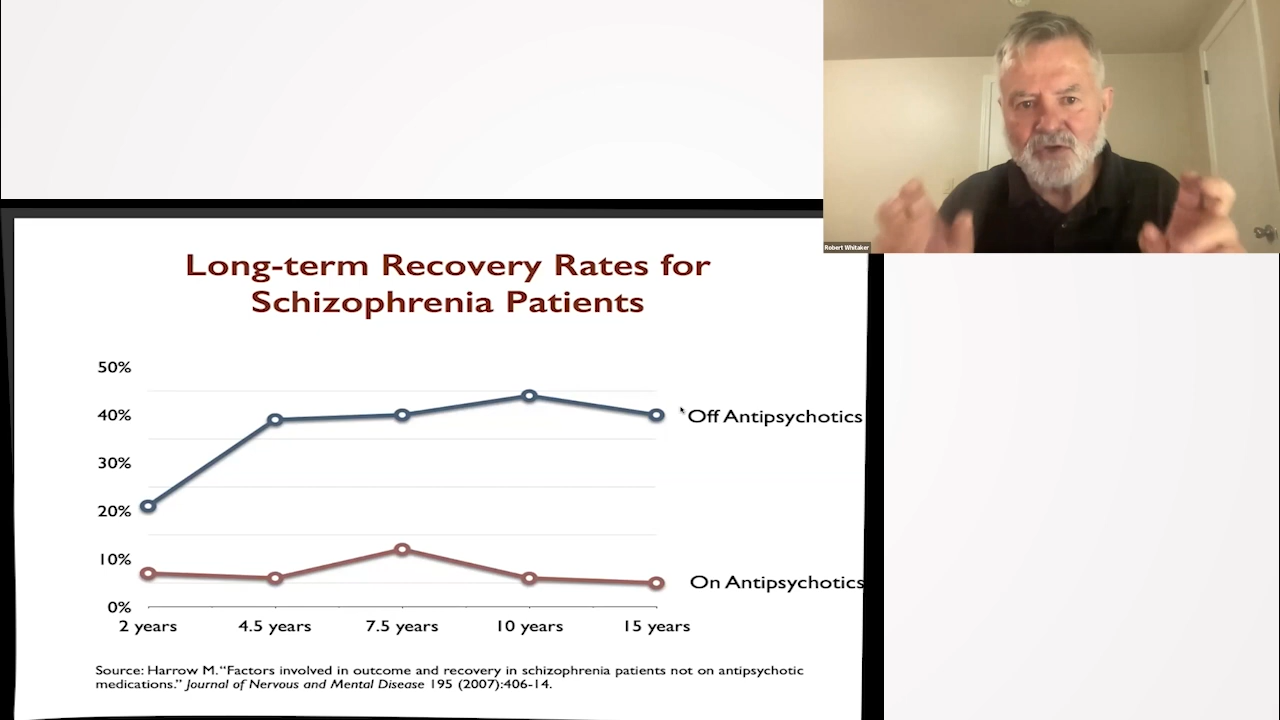 Robert Whitaker
Long-term Recovery Rates for
Schizophrenia Patients
50%
40%
30%
20%
10%
0%
Off Antipsychotics
On Antipsychotics
2 years 4.5 years 7.5 years 10 years 15 years
Source: Harrow M. “Factors involved in outcome and recovery in schizophrenia patients not on antipsychotic
medications.” Journal of Nervous and Mental Disease 195 (2007):406-14.